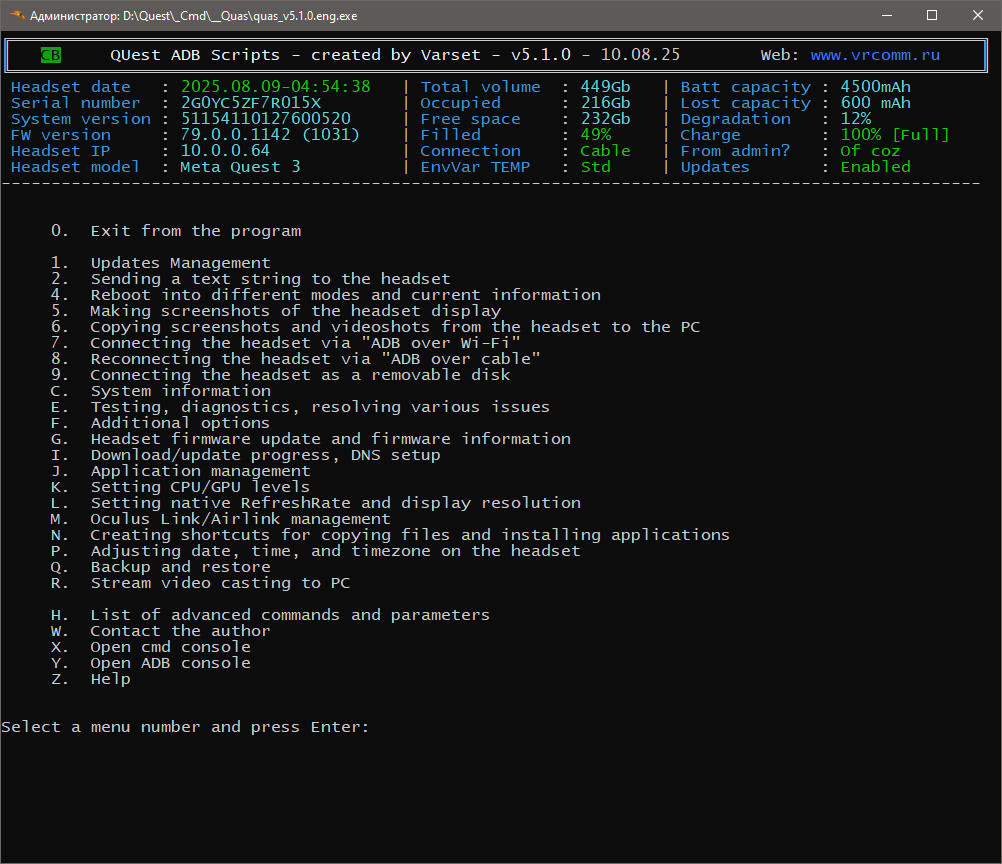 Администратор: D:\Quest\_Cmd\__Quas\quas_v5.1.0.eng.exe
CB QUest ADB Scripts - created by Varset - v5.1.0 - 10.08.25 Web: www.vrcomm.ru
Headset date : 2025.08.09-04:54:38 | Total volume : 449Gb | Batt capacity : 4500mAh
Serial number : 2G0YC5ZF7R015X | Occupied : 216Gb | Lost capacity : 600 mAh
System version : 51154110127600520 | Free space : 232Gb | Degradation : 12%
FW version : 79.0.0.1142 (1031) | Filled : 49% | Charge : 100% [Full]
Headset IP : 10.0.0.64 | Connection : Cable | From admin? : Of coz
Headset model : Meta Quest 3 | EnvVar TEMP : Std | Updates : Enabled
--------------------------------------------------------------------------------------------------
0. Exit from the program
1. Updates Management
2. Sending a text string to the headset
4. Reboot into different modes and current information
5. Making screenshots of the headset display
6. Copying screenshots and videoshots from the headset to the PC
7. Connecting the headset via "ADB over Wi-Fi"
8. Reconnecting the headset via "ADB over cable"
9. Connecting the headset as a removable disk
C. System information
E. Testing, diagnostics, resolving various issues
F. Additional options
G. Headset firmware update and firmware information
I. Download/update progress, DNS setup
J. Application management
K. Setting CPU/GPU levels
L. Setting native RefreshRate and display resolution
M. Oculus Link/Airlink management
N. Creating shortcuts for copying files and installing applications
P. Adjusting date, time, and timezone on the headset
Q. Backup and restore
R. Stream video casting to PC
H. List of advanced commands and parameters
W. Contact the author
X. Open cmd console
Y. Open ADB console
Z. Help
Select a menu number and press Enter: